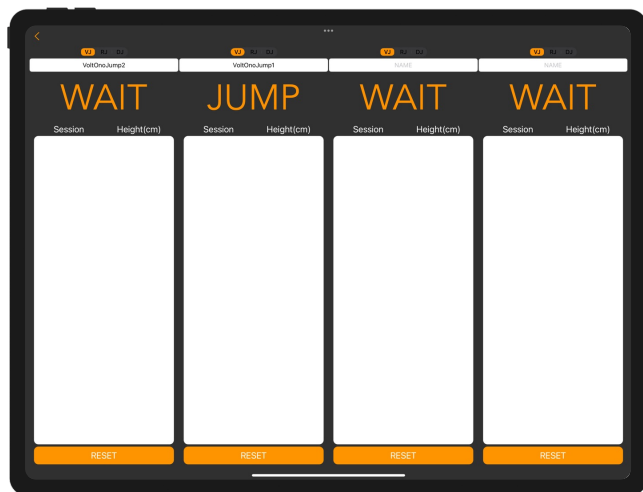 VJ RJ DJ
VoltOnoJump2
WAIT
Session Height(cm)
RESET
VJ RJ DJ
VoltOnoJump1
JUMP
Session Height(cm)
RESET
VJ RJ DJ
NAME
WAIT
Session Height(cm)
RESET
VJ RJ DJ
NAME
WAIT
Session Height(cm)
RESET